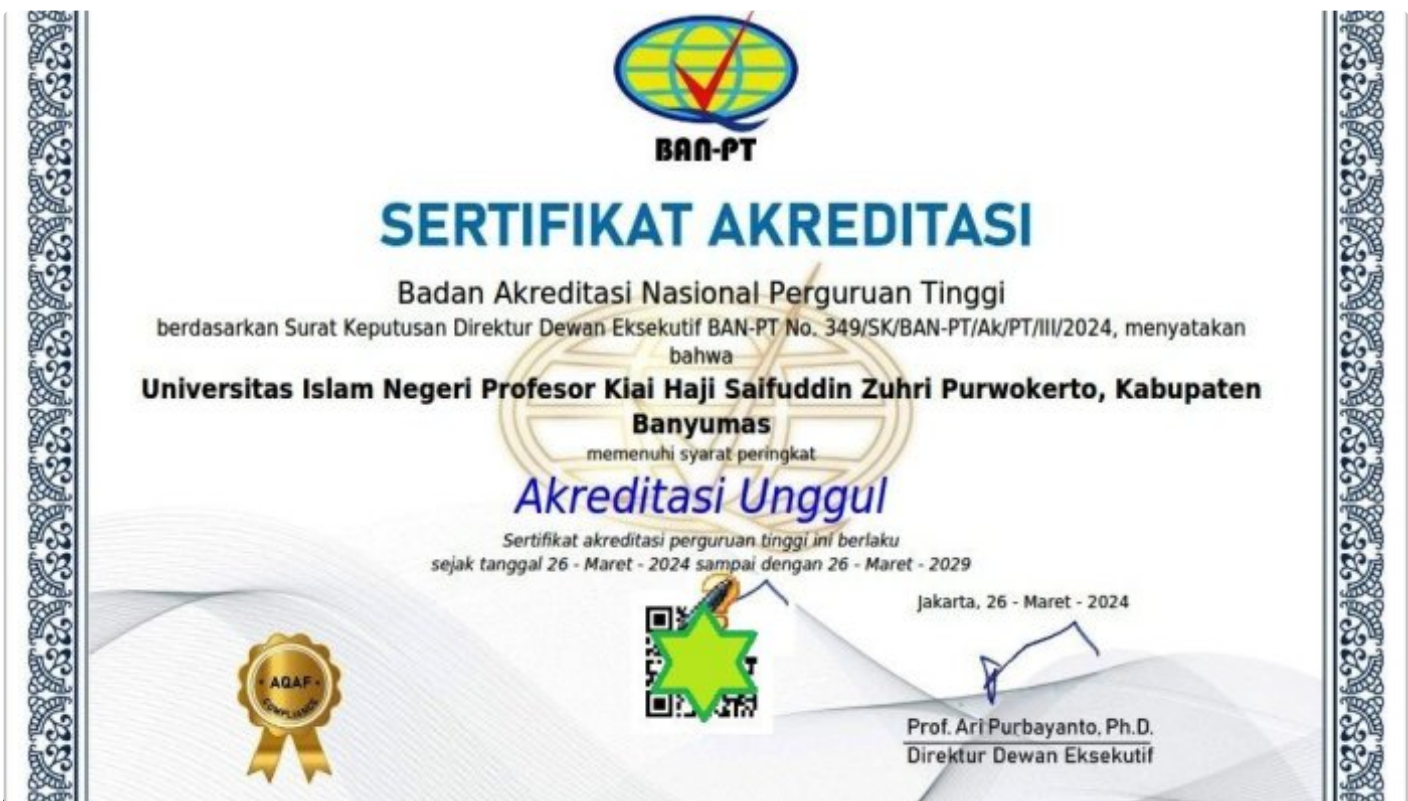 BAN-PT
SERTIFIKAT AKREDITASI
Badan Akreditasi Nasional Perguruan Tinggi
berdasarkan Surat Keputusan Direktur Dewan Eksekutif BAN-PT No. 349/SK/BAN-PT/Ak/PT/III/2024, menyatakan
bahwa
Universitas Islam Negeri Profesor Kiai Haji Saifuddin Zuhri Purwokerto, Kabupaten
Banyumas
memenuhi syarat peringkat
Akreditasi Unggul
Sertifikat akreditasi perguruan tinggi ini berlaku
sejak tanggal 26 - Maret - 2024 sampai dengan 26 - Maret - 2029
Jakarta, 26 - Maret - 2024
AQAF
COMPLIANCE
Prof. Ari Purbayanto, Ph.D.
Direktur Dewan Eksekutif